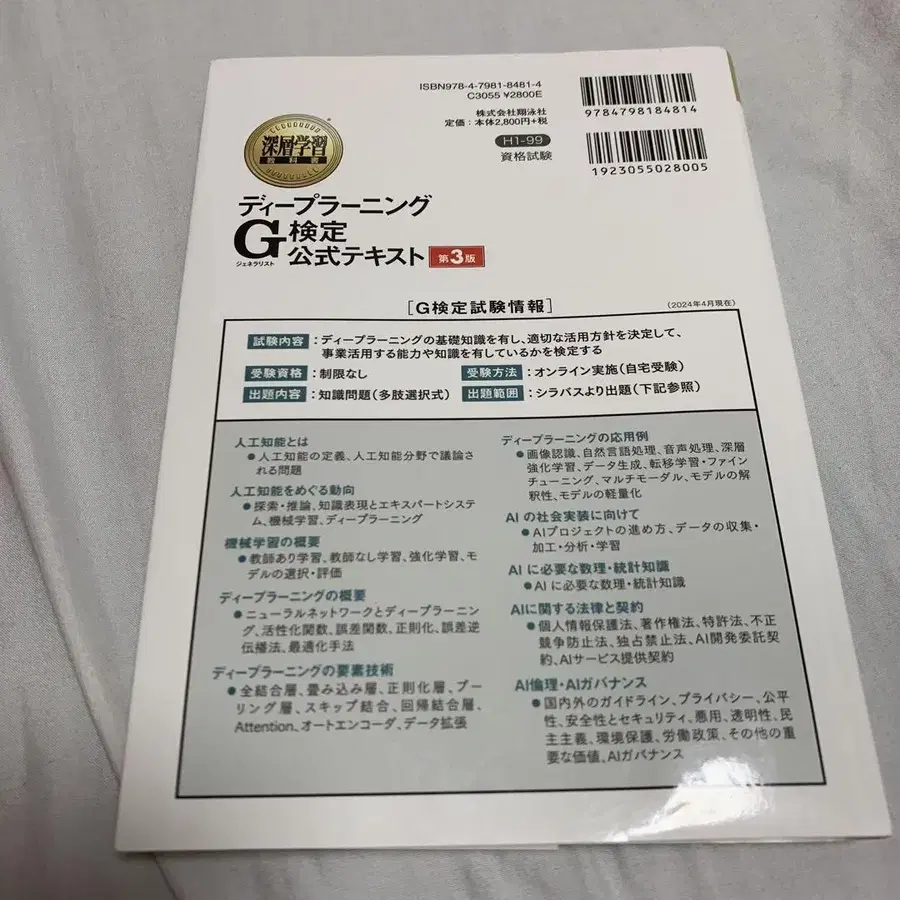 ISBN978-4-7981-8481-4
C3055 ¥2800E
株式会社翔泳社
定価：本体2,800円+税
H1-99
資格試験
9784798184814
1923055028005
深層学習
教科書
ディープラーニング
G検定
ジェネラリスト
公式テキスト 第3版
［G検定試験情報］
（2024年4月現在）
試験内容：ディープラーニングの基礎知識を有し、適切な活用方針を決定して、
事業活用する能力や知識を有しているかを検定する
受験資格：制限なし
受験方法：オンライン実施（自宅受験）
出題内容：知識問題（多肢選択式）
出題範囲：シラバスより出題（下記参照）
人工知能とは
●人工知能の定義、人工知能分野で議論さ
れる問題
人工知能をめぐる動向
●探索・推論、知識表現とエキスパートシステ
ム、機械学習、ディープラーニング
機械学習の概要
●教師あり学習、教師なし学習、強化学習、モ
デルの選択・評価
ディープラーニングの概要
●ニューラルネットワークとディープラーニン
グ、活性化関数、誤差関数、正則化、誤差逆
伝播法、最適化手法
ディープラーニングの要素技術
●全結合層、畳み込み層、正則化層、プー
リング層、スキップ結合、回帰結合層、
Attention、オートエンコーダ、データ拡張
ディープラーニングの応用例
●画像認識、自然言語処理、音声処理、深層
強化学習、データ生成、転移学習・ファイン
チューニング、マルチモーダル、モデルの解
釈性、モデルの軽量化
AIの社会実装に向けて
●AIプロジェクトの進め方、データの収集・
加工・分析・学習
AIに必要な数理・統計知識
●AIに必要な数理・統計知識
AIに関する法律と契約
●個人情報保護法、著作権法、特許法、不正
競争防止法、独占禁止法、AI開発委託契
約、AIサービス提供契約
AI倫理・AIガバナンス
●国内外のガイドライン、プライバシー、公平
性、安全性とセキュリティ、悪用、透明性、民
主主義、環境保護、労働政策、その他の重
要な価値、AIガバナンス